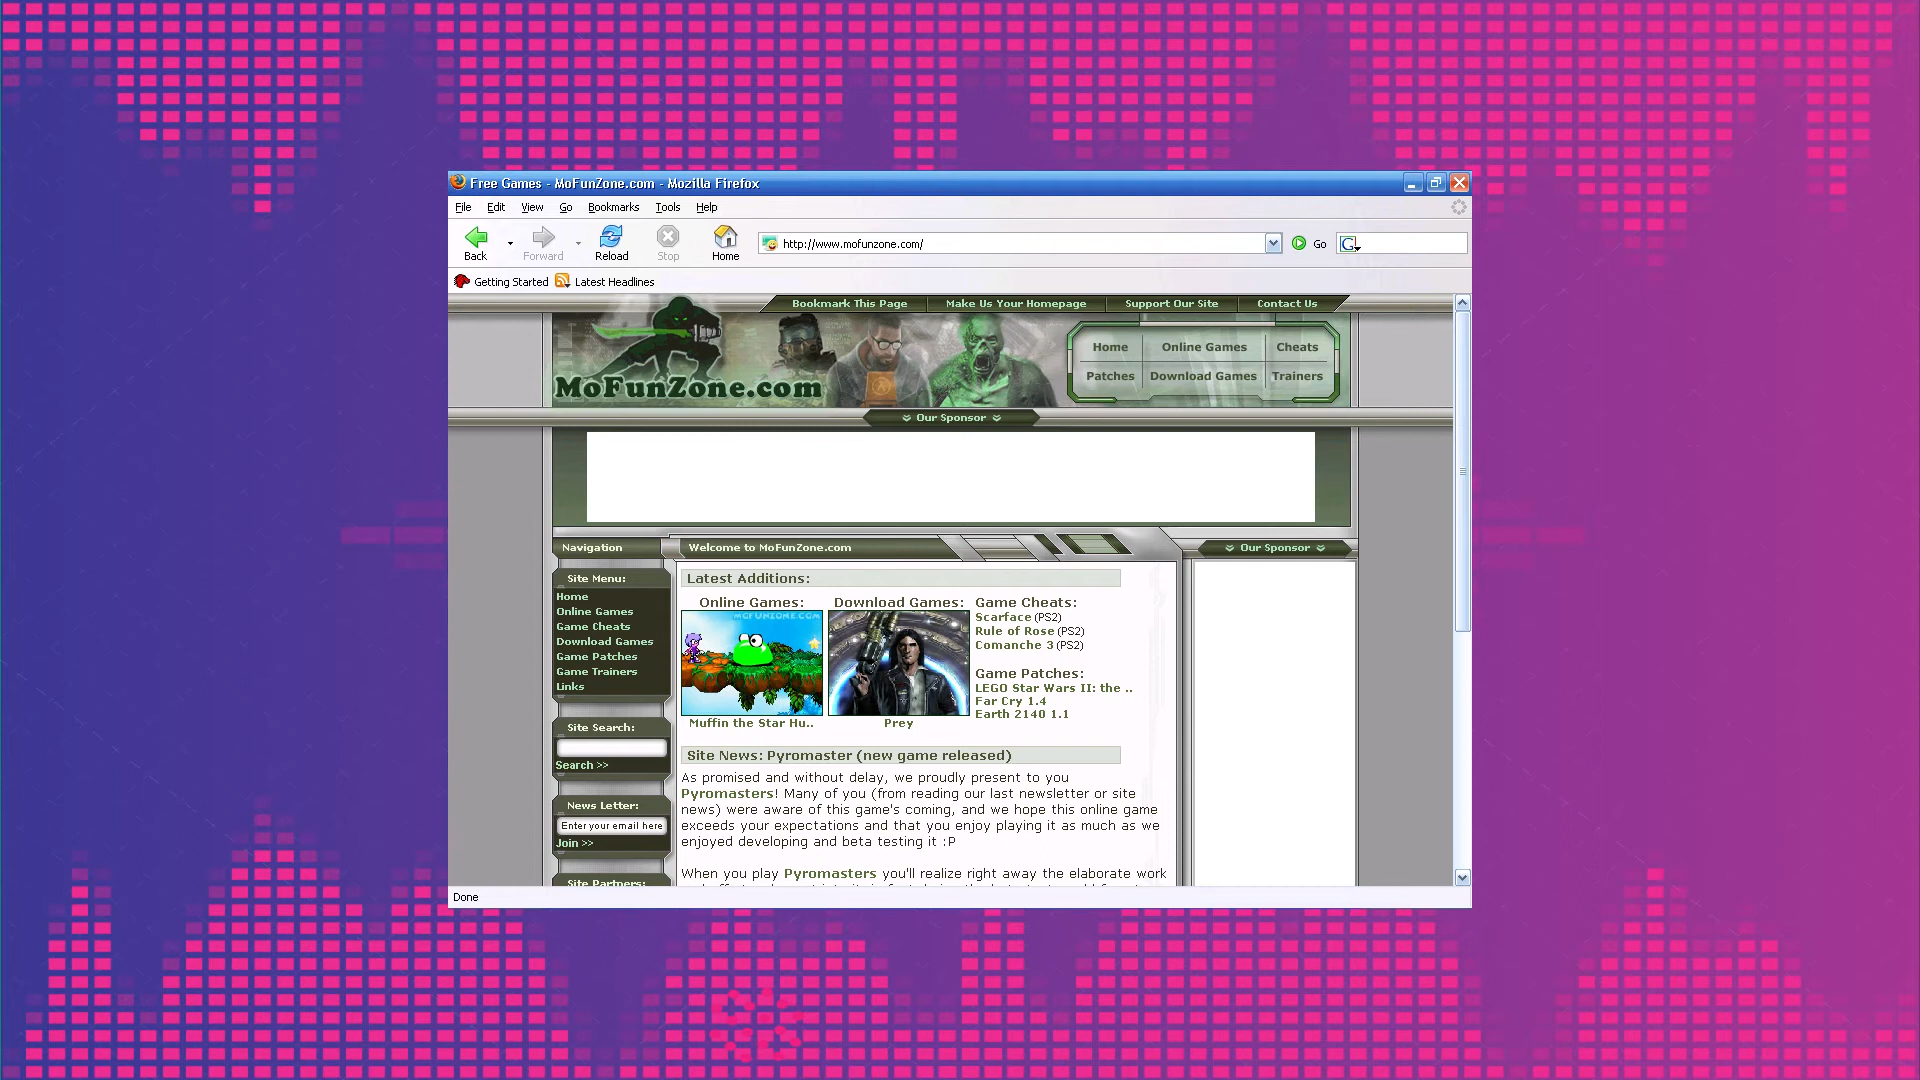 Free Games - MoFunZone.com - Mozilla Firefox
File Edit View Go Bookmarks Tools Help
Back Forward Reload Stop Home http://www.mofunzone.com/ Go G
Getting Started Latest Headlines
Bookmark This Page Make Us Your Homepage Support Our Site Contact Us
MoFunZone.com
Home Online Games Cheats
Patches Download Games Trainers
Our Sponsor
Navigation
Welcome to MoFunZone.com
Our Sponsor
Site Menu:
Home
Online Games
Game Cheats
Download Games
Game Patches
Game Trainers
Links
Site Search:
Search >>
News Letter:
Enter your email here
Join >>
Site Partners:
Latest Additions:
Online Games:
MOFUNZONE.COM
Muffin the Star Hu..
Download Games:
Prey
Game Cheats:
Scarface (PS2)
Rule of Rose (PS2)
Comanche 3 (PS2)
Game Patches:
LEGO Star Wars II: the ..
Far Cry 1.4
Earth 2140 1.1
Site News: Pyromaster (new game released)
As promised and without delay, we proudly present to you
Pyromasters! Many of you (from reading our last newsletter or site
news) were aware of this game's coming, and we hope this online game
exceeds your expectations and that you enjoy playing it as much as we
enjoyed developing and beta testing it :P
When you play Pyromasters you'll realize right away the elaborate work
Done